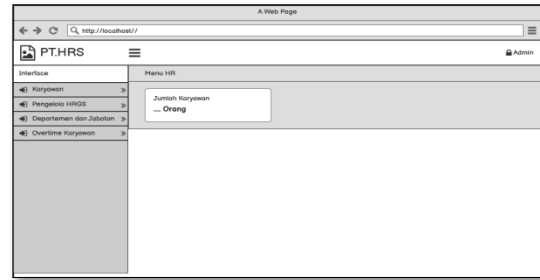 A Web Page
http://localhost//
PT.HRS
Admin
Interface
Menu HR
Karyawan
Pengelola HRGS
Departemen dan Jabatan
Overtime Karyawan
Jumlah Karyawan
__ Orang